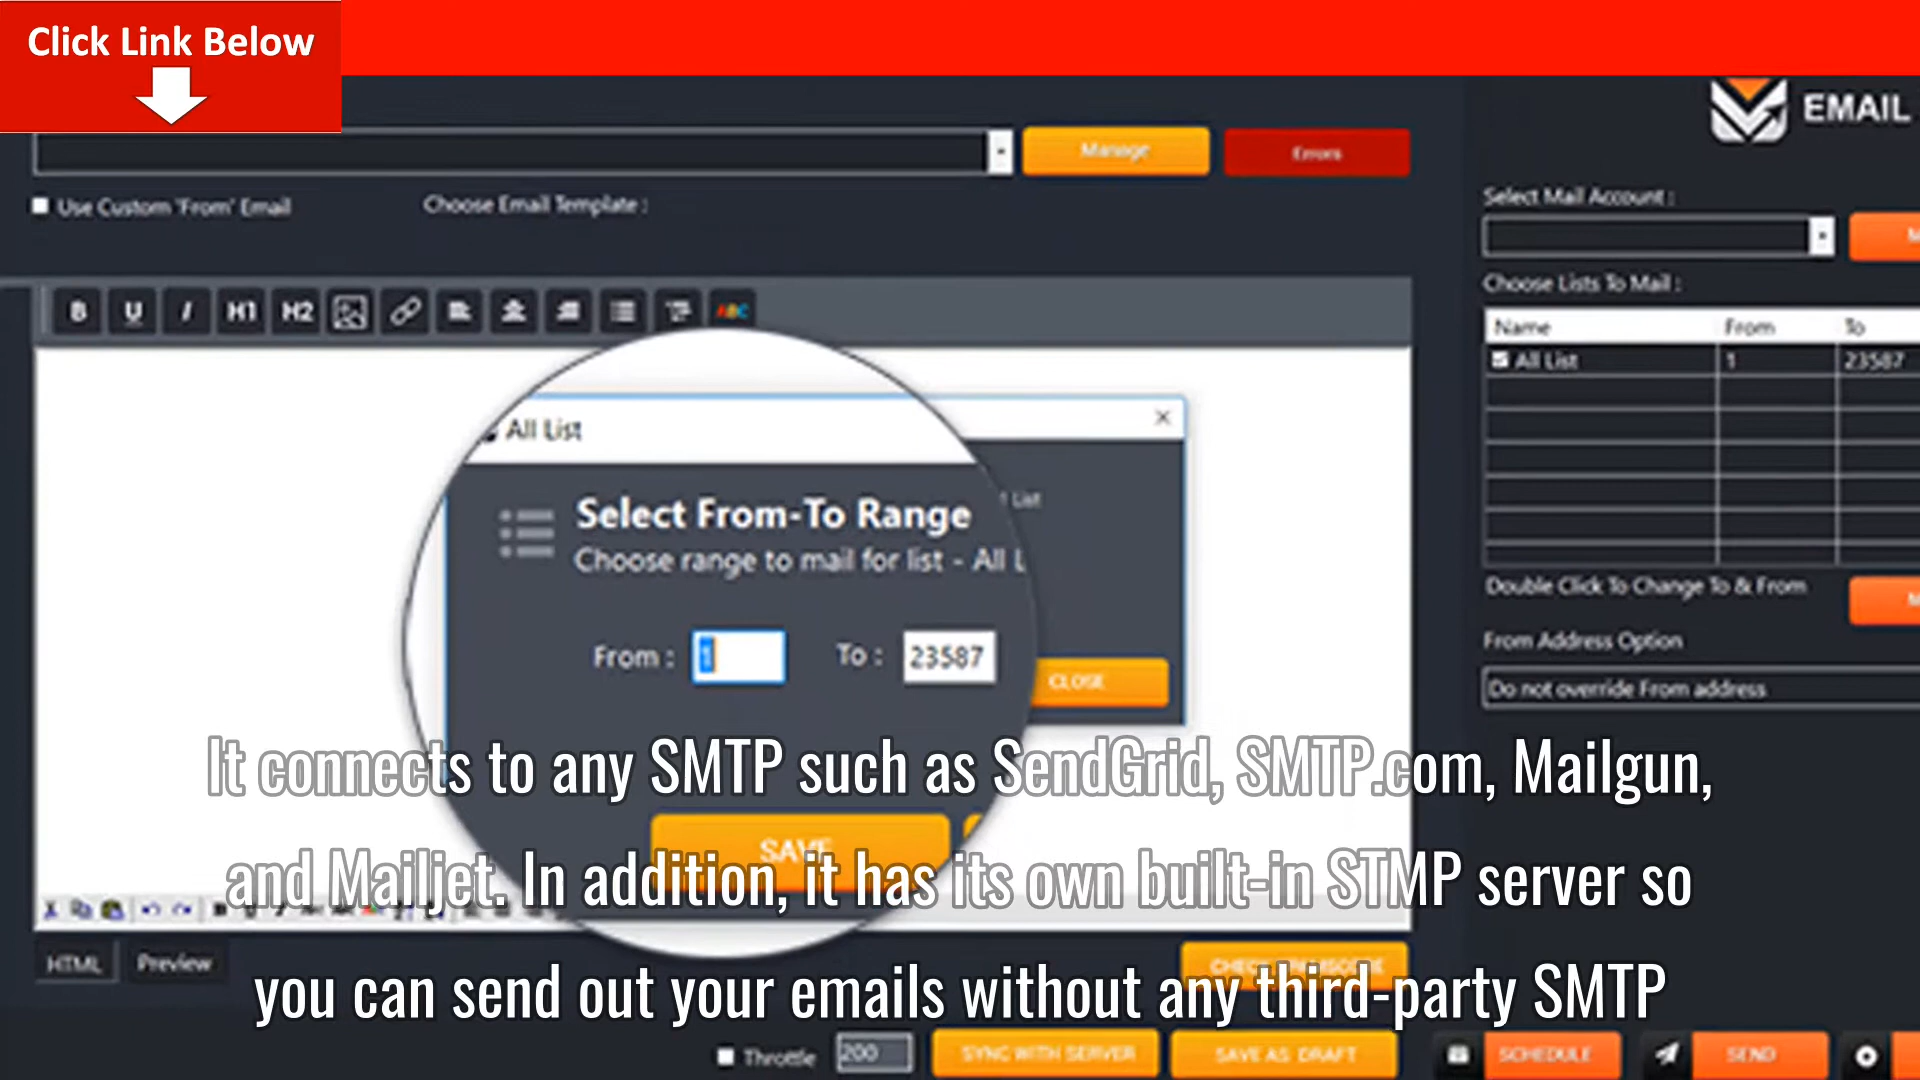 Click Link Below
EMAIL
Manage
Errors
Use Custom 'From' Email
Choose Email Template :
Select Mail Account :
B U I H1 H2 ABC
Choose Lists To Mail :
Name From To
All List 1 23587
All List
List
Select From-To Range
Choose range to mail for list - All L
From : 1 To : 23587
CLOSE
SAVE
Double Click To Change To & From
From Address Option
Do not override From address
It connects to any SMTP such as SendGrid, SMTP.com, Mailgun,
and Mailjet. In addition, it has its own built-in STMP server so
you can send out your emails without any third-party SMTP
HTML Preview
Throttle 200
SYNC WITH SERVER
SAVE AS DRAFT
SCHEDULE
SEND